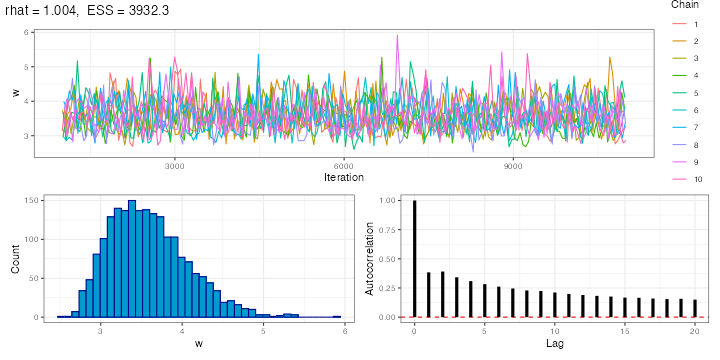 rhat = 1.004, ESS = 3932.3
Chain
1
2
3
4
5
6
7
8
9
10
w
6
5
4
3
3000 6000 9000
Iteration
Count
150
100
50
0
3 4 5 6
w
Autocorrelation
1.00
0.75
0.50
0.25
0.00
0 5 10 15 20
Lag